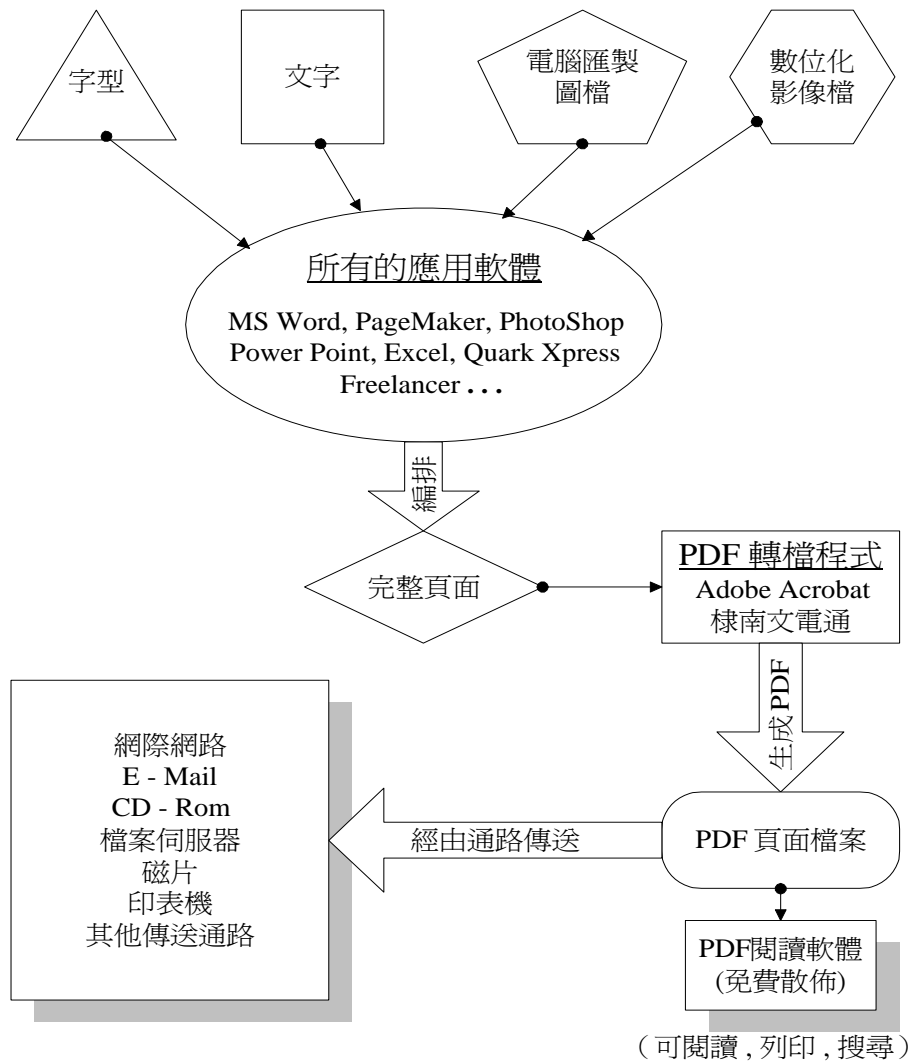 字型
文字
電腦匯製
圖檔
數位化
影像檔
所有的應用軟體
MS Word, PageMaker, PhotoShop
Power Point, Excel, Quark Xpress
Freelancer . . .
編排
完整頁面
PDF 轉檔程式
Adobe Acrobat
棣南文電通
生成 PDF
網際網路
E - Mail
CD - Rom
檔案伺服器
磁片
印表機
其他傳送通路
經由通路傳送
PDF 頁面檔案
PDF閱讀軟體
(免費散佈)
（可閱讀 , 列印 , 搜尋）